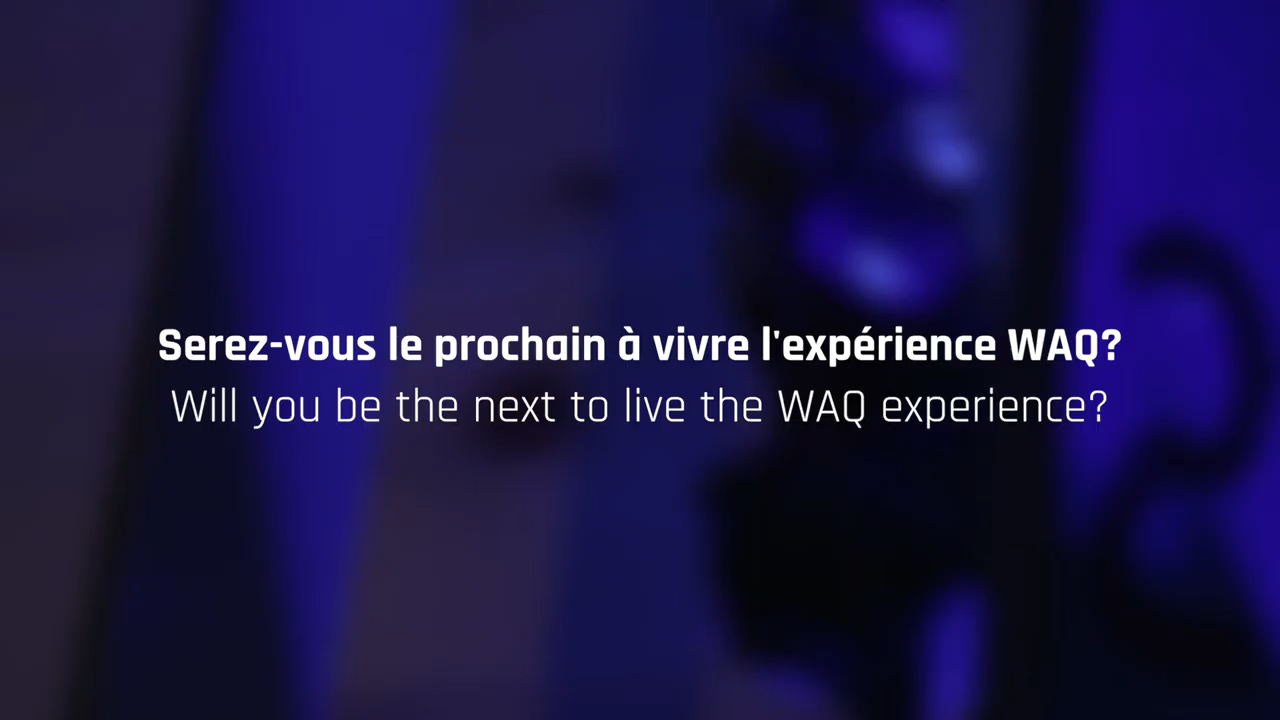 Serez-vous le prochain à vivre l'expérience WAQ?
Will you be the next to live the WAQ experience?